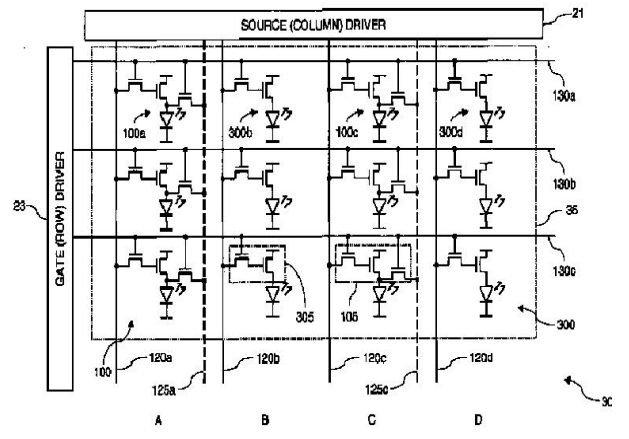 SOURCE (COLUMN) DRIVER
21
GATE (ROW) DRIVER
23
100a
300b
100c
300d
130a
130b
35
130c
305
105
300
100
120a
125a
120b
120c
125c
120d
30
A B C D